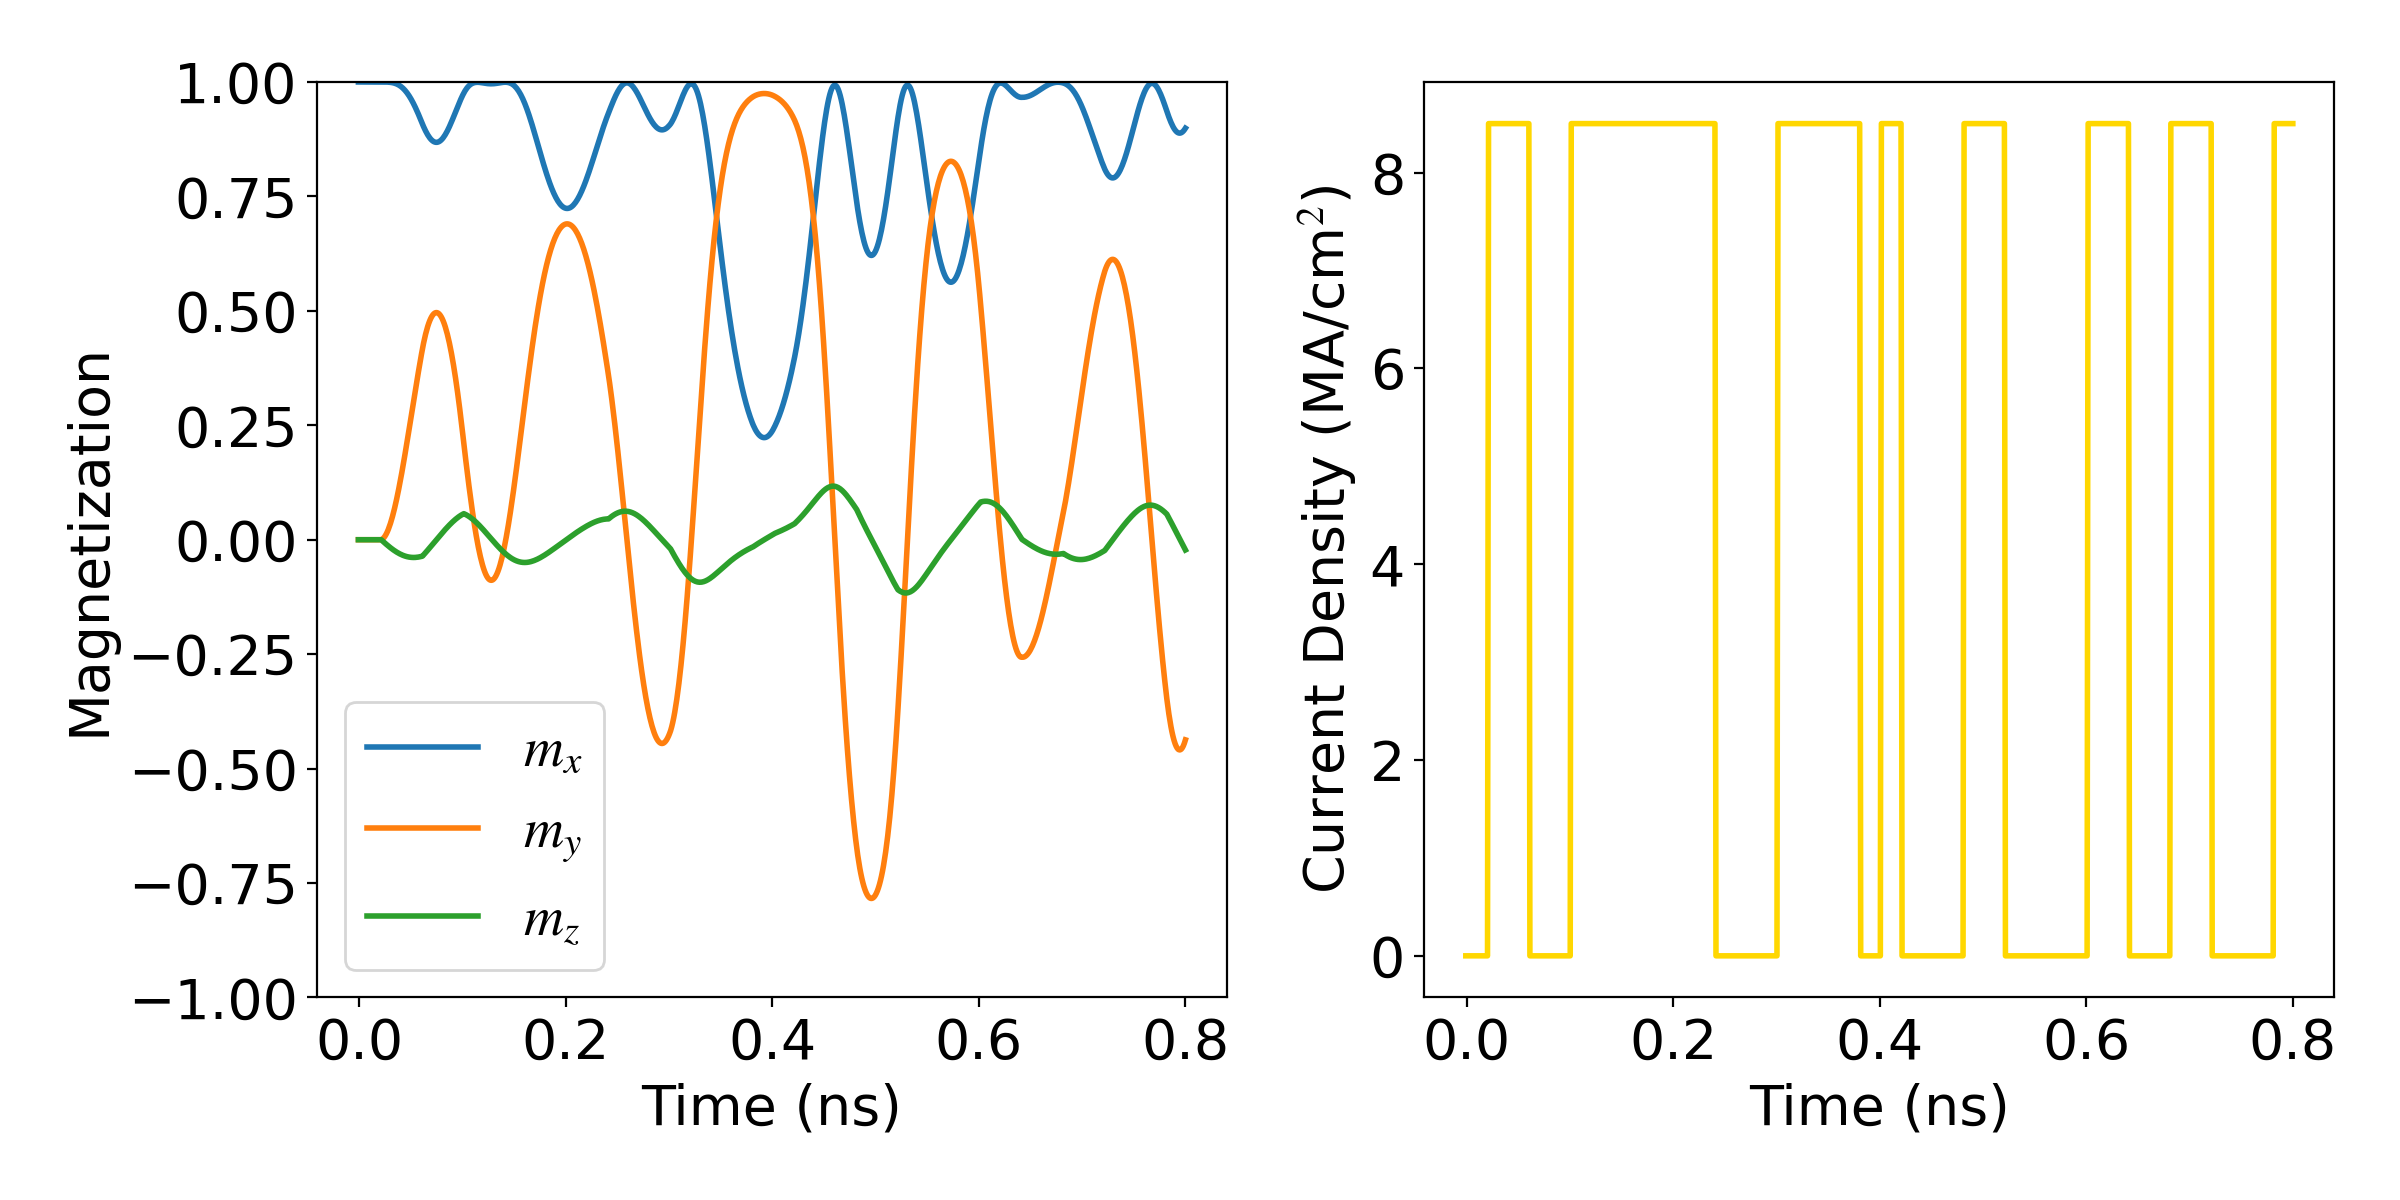 Magnetization
1.00
0.75
0.50
0.25
0.00
−0.25
−0.50
−0.75
−1.00
m_x
m_y
m_z
0.0 0.2 0.4 0.6 0.8
Time (ns)
Current Density (MA/cm²)
8
6
4
2
0
0.0 0.2 0.4 0.6 0.8
Time (ns)